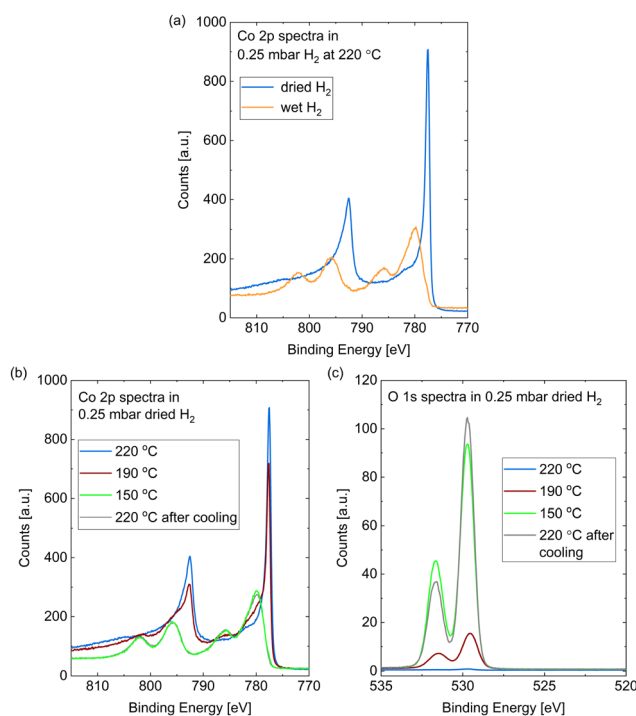 (a)
Co 2p spectra in
0.25 mbar H2 at 220 °C
dried H2
wet H2
1000
800
600
400
200
0
Counts [a.u.]
810 800 790 780 770
Binding Energy [eV]
(b)
Co 2p spectra in
0.25 mbar dried H2
220 °C
190 °C
150 °C
220 °C after cooling
1000
800
600
400
200
0
Counts [a.u.]
810 800 790 780 770
Binding Energy [eV]
(c)
O 1s spectra in 0.25 mbar dried H2
220 °C
190 °C
150 °C
220 °C after
cooling
120
100
80
60
40
20
0
Counts [a.u.]
535 530 525 520
Binding Energy [eV]